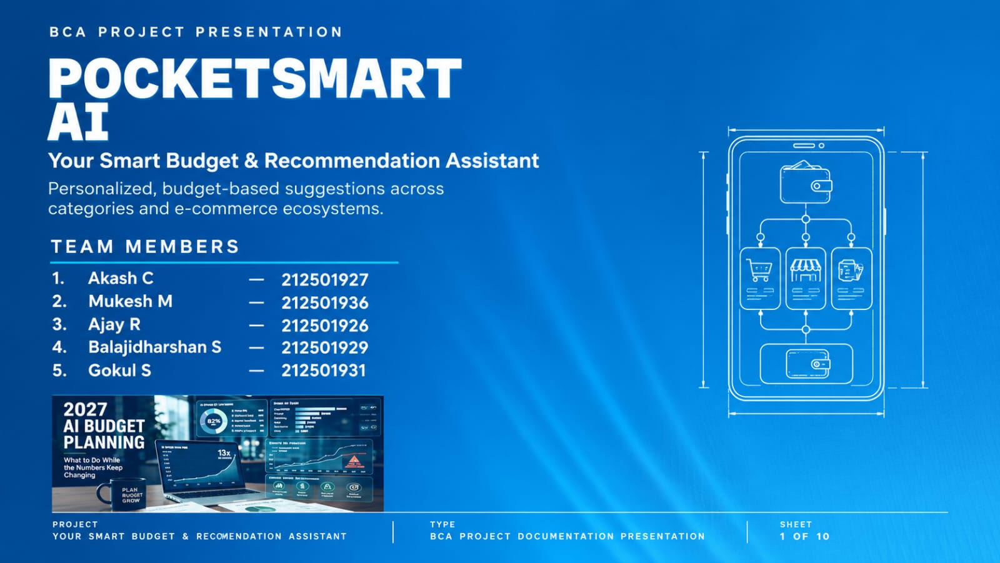 BCA PROJECT PRESENTATION
POCKETSMART
AI
Your Smart Budget & Recommendation Assistant
Personalized, budget-based suggestions across
categories and e-commerce ecosystems.
TEAM MEMBERS
1. Akash C — 212501927
2. Mukesh M — 212501936
3. Ajay R — 212501926
4. Balajidharshan S — 212501929
5. Gokul S — 212501931
2027
AI BUDGET
PLANNING
What to Do While
the Numbers Keep
Changing
82%
13x
PLAN
BUDGET
GROW
PROJECT
YOUR SMART BUDGET & RECOMENDATION ASSISTANT
TYPE
BCA PROJECT DOCUMENTATION PRESENTATION
SHEET
1 OF 10